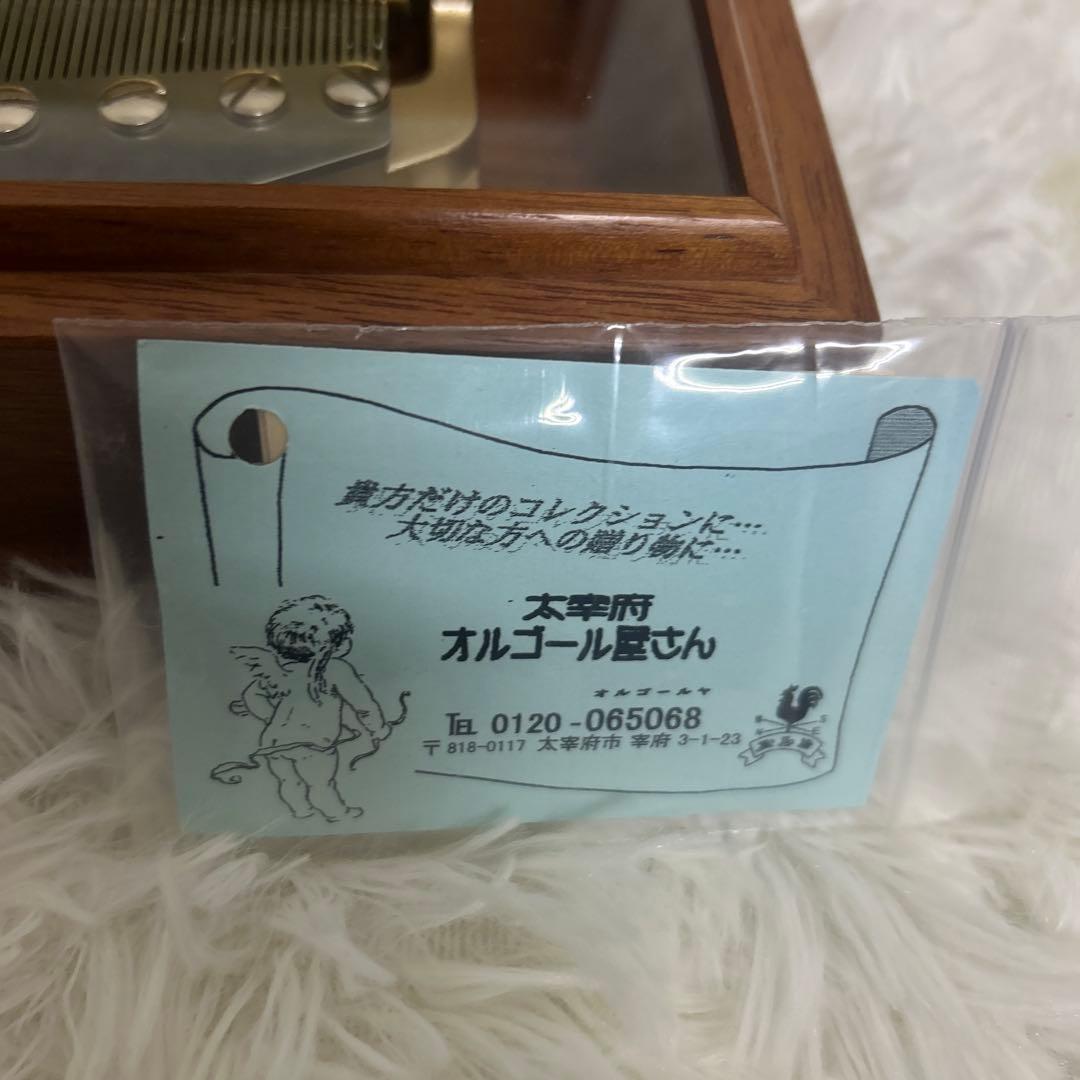 貴方だけのコレクションに…
大切な方への贈り物に…
太宰府
オルゴール屋さん
オルゴールヤ
℡ 0120-065068
〒818-0117 太宰府市 宰府 3-1-23